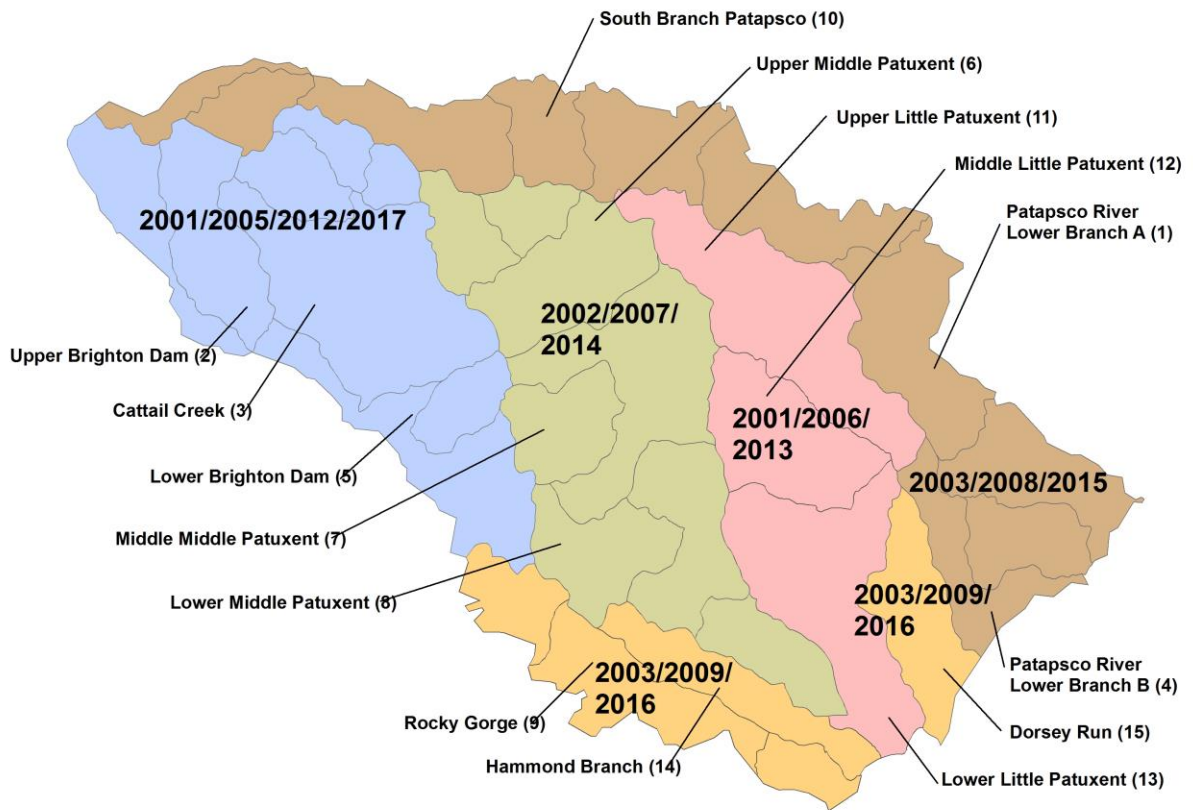 South Branch Patapsco (10)
Upper Middle Patuxent (6)
Upper Little Patuxent (11)
Middle Little Patuxent (12)
Patapsco River
Lower Branch A (1)
2001/2005/2012/2017
2002/2007/
2014
Upper Brighton Dam (2)
Cattail Creek (3)
2001/2006/
2013
Lower Brighton Dam (5)
2003/2008/2015
Middle Middle Patuxent (7)
Lower Middle Patuxent (8)
2003/2009/
2016
Patapsco River
Lower Branch B (4)
2003/2009/
2016
Rocky Gorge (9)
Dorsey Run (15)
Hammond Branch (14)
Lower Little Patuxent (13)